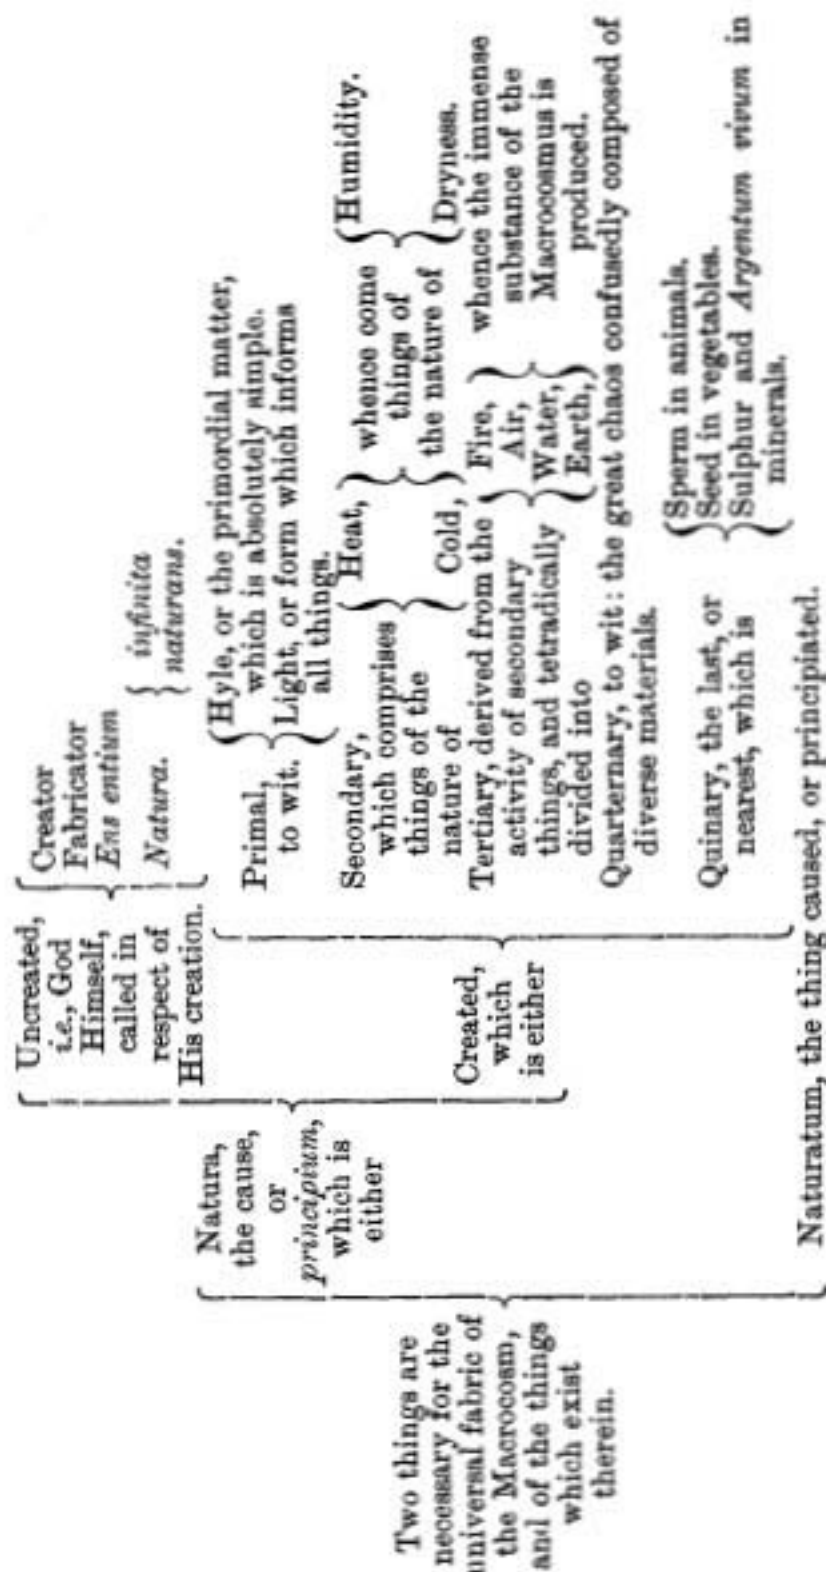 Two things are
necessary for the
universal fabric of
the Macrocosm,
and of the things
which exist
therein.
Natura,
the cause,
or
principium,
which is
either
Uncreated,
i.e., God
Himself,
called in
respect of
His creation.
Creator
Fabricator
Ens entium
Natura.
infinita
naturans.
Created,
which
is either
Primal,
to wit.
Hyle, or the primordial matter,
which is absolutely simple.
Light, or form which informs
all things.
Secondary,
which comprises
things of the
nature of
Heat,
Cold,
whence come
things of
the nature of
Humidity.
Dryness.
Tertiary, derived from the
activity of secondary
things, and tetradically
divided into
Fire,
Air,
Water,
Earth,
whence the immense
substance of the
Macrocosmus is
produced.
Quarternary, to wit: the great chaos confusedly composed of
diverse materials.
Quinary, the last, or
nearest, which is
Sperm in animals.
Seed in vegetables.
Sulphur and Argentum vivum in
minerals.
Naturatum, the thing caused, or principiated.